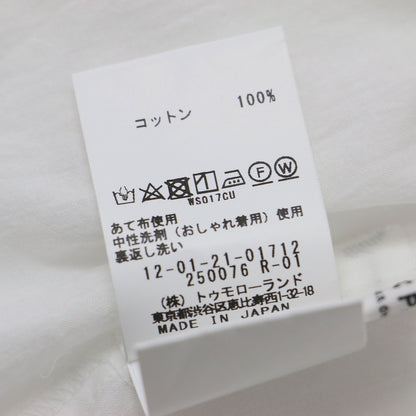 コットン 100%
WS017CU
あて布使用
中性洗剤（おしゃれ着用）使用
裏返し洗い
12-01-21-01712
250076 R-01
（株）トゥモローランド
東京都渋谷区恵比寿西1-32-18
MADE IN JAPAN